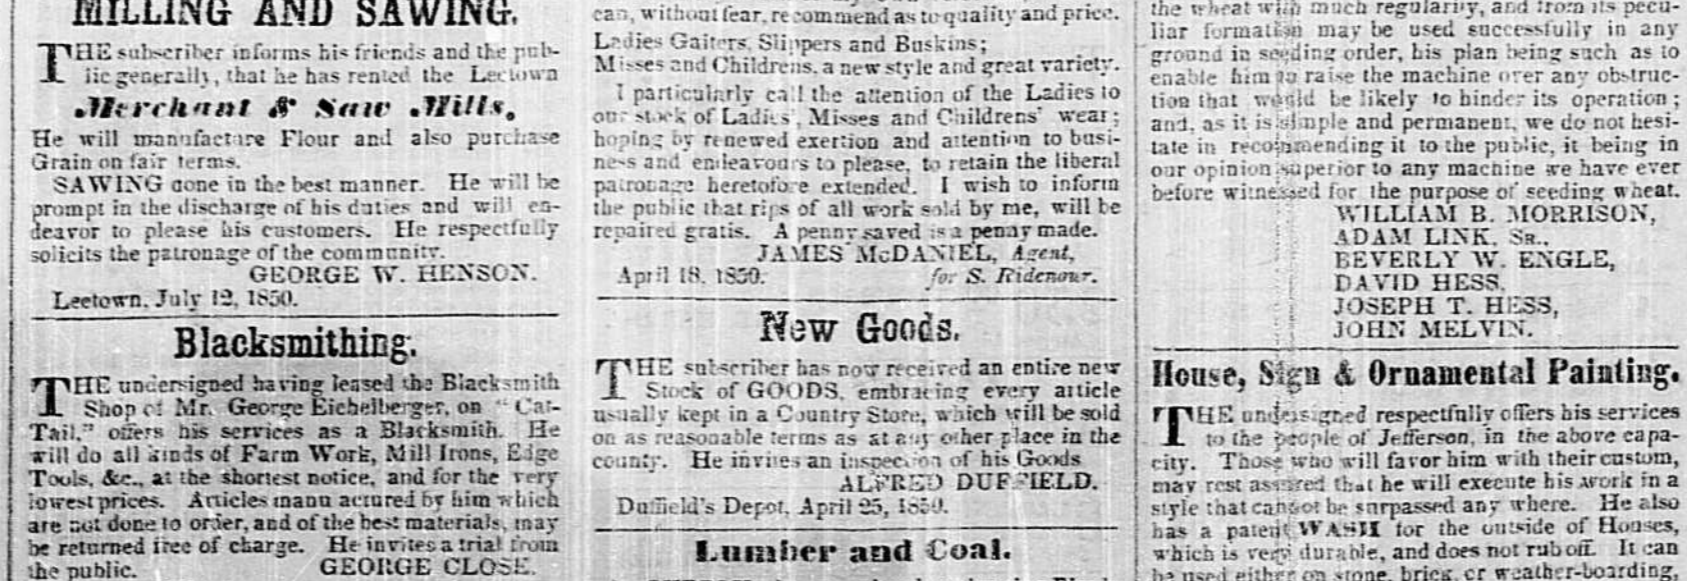 MILLING AND SAWING.
THE subscriber informs his friends and the pub-
lic generally, that he has rented the Leetown
Merchant & Saw Mills.
He will manufacture Flour and also purchase
Grain on fair terms.
SAWING done in the best manner. He will be
prompt in the discharge of his duties and will en-
deavor to please his customers. He respectfully
solicits the patronage of the community.
GEORGE W. HENSON.
Leetown, July 12, 1850.
Blacksmithing.
THE undersigned having leased the Blacksmith
Shop of Mr. George Eichelberger, on "Cat-
Tail," offers his services as a Blacksmith. He
will do all kinds of Farm Work, Mill Irons, Edge
Tools, &c., at the shortest notice, and for the very
lowest prices. Articles manufactured by him which
are not done to order, and of the best materials, may
be returned free of charge. He invites a trial from
the public. GEORGE CLOSE.
can, without fear, recommend as to quality and price.
Ladies Gaiters, Slippers and Buskins;
Misses and Childrens, a new style and great variety.
I particularly call the attention of the Ladies to
our stock of Ladies', Misses and Childrens' wear;
hoping by renewed exertion and attention to busi-
ness and endeavours to please, to retain the liberal
patronage heretofore extended. I wish to inform
the public that rips of all work sold by me, will be
repaired gratis. A penny saved is a penny made.
JAMES McDANIEL, Agent,
April 18, 1850. for S. Ridenour.
New Goods.
THE subscriber has now received an entire new
Stock of GOODS, embracing every article
usually kept in a Country Store, which will be sold
on as reasonable terms as at any other place in the
county. He invites an inspection of his Goods
ALFRED DUFFIELD.
Duffield's Depot, April 25, 1850.
Lumber and Coal.
the wheat with much regularity, and from its pecu-
liar formation may be used successfully in any
ground in seeding order, his plan being such as to
enable him to raise the machine over any obstruc-
tion that would be likely to hinder its operation;
and, as it is simple and permanent, we do not hesi-
tate in recommending it to the public, it being in
our opinion superior to any machine we have ever
before witnessed for the purpose of seeding wheat.
WILLIAM B. MORRISON,
ADAM LINK, SR.,
BEVERLY W. ENGLE,
DAVID HESS,
JOSEPH T. HESS,
JOHN MELVIN.
House, Sign & Ornamental Painting.
THE undersigned respectfully offers his services
to the people of Jefferson, in the above capa-
city. Those who will favor him with their custom,
may rest assured that he will execute his work in a
style that cannot be surpassed any where. He also
has a patent WASH for the outside of Houses,
which is very durable, and does not rub off. It can
be used either on stone, brick, or weather-boarding,